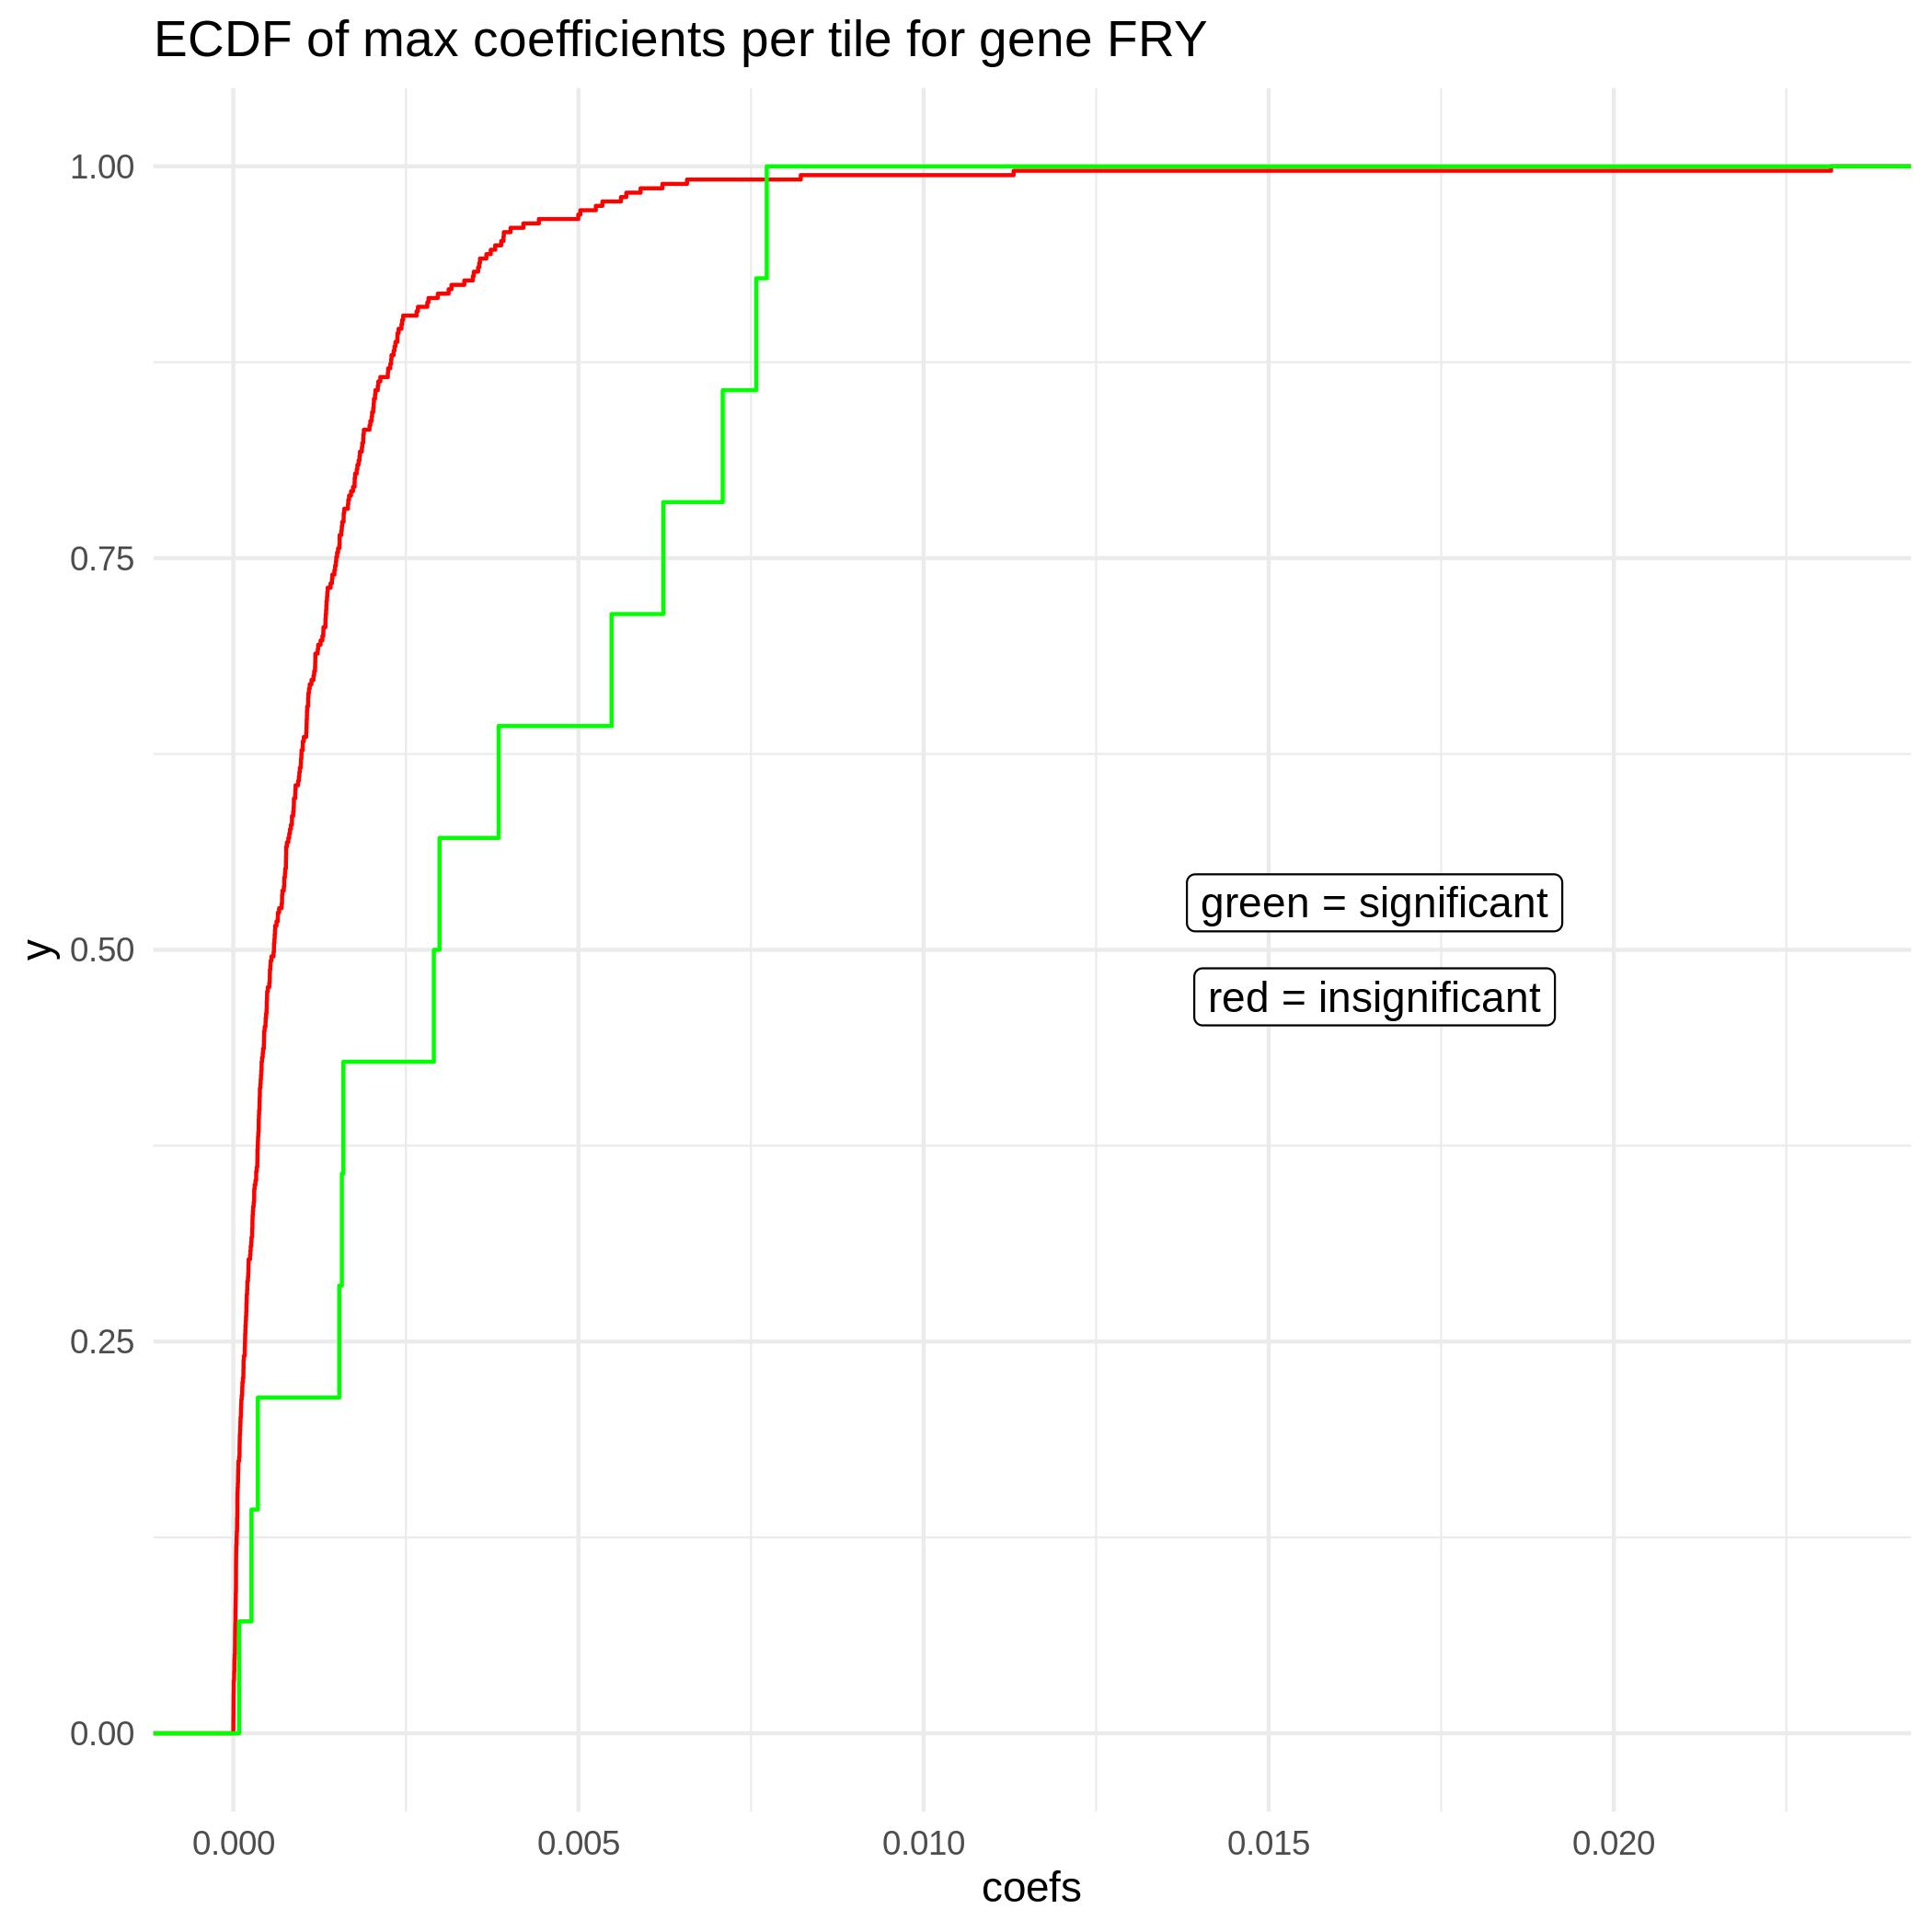 ECDF of max coefficients per tile for gene FRY
1.00
0.75
0.50
0.25
0.00
y
green = significant
red = insignificant
0.000
0.005
0.010
0.015
0.020
coefs